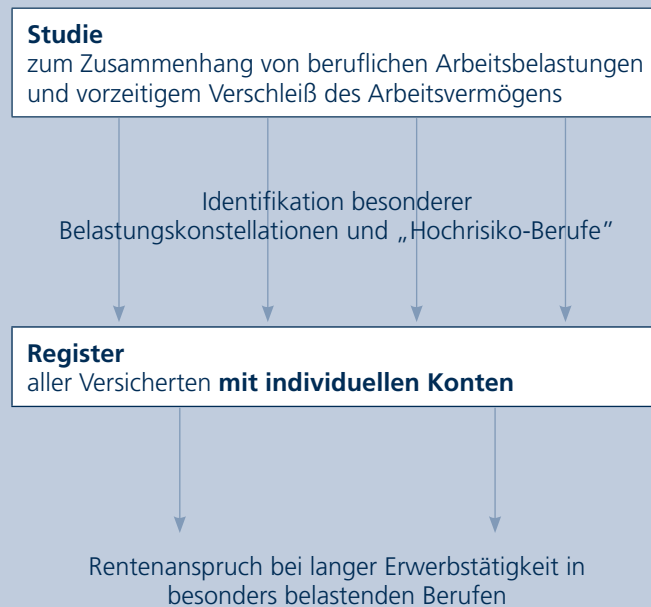 Studie
zum Zusammenhang von beruflichen Arbeitsbelastungen
und vorzeitigem Verschleiß des Arbeitsvermögens
Identifikation besonderer
Belastungskonstellationen und „Hochrisiko-Berufe“
Register
aller Versicherten mit individuellen Konten
Rentenanspruch bei langer Erwerbstätigkeit in
besonders belastenden Berufen